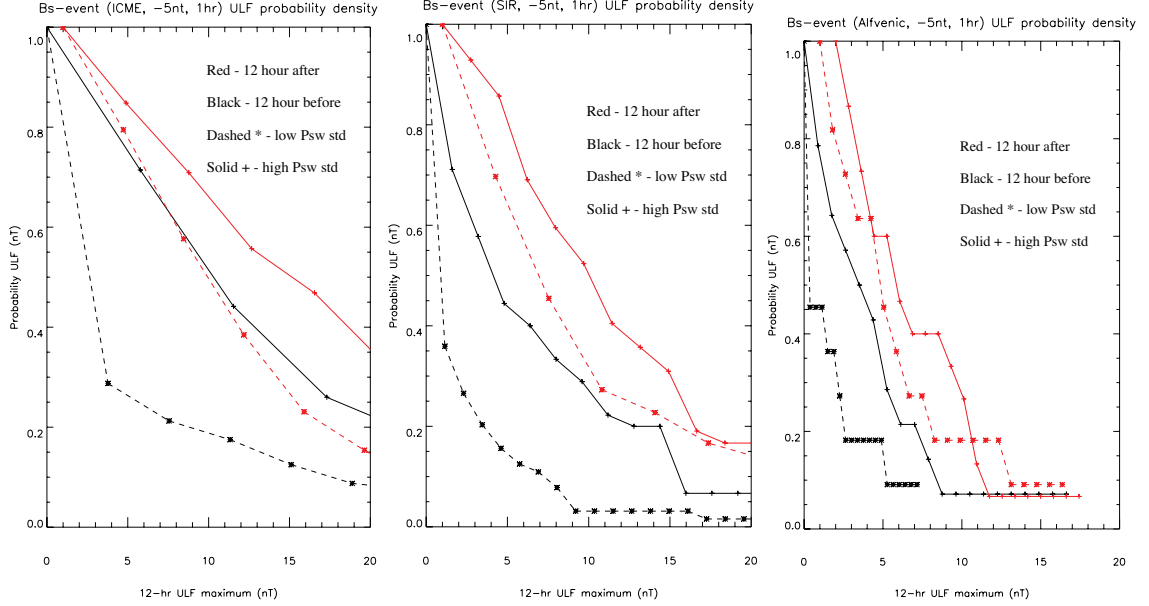 Bs-event (ICME, -5nt, 1hr) ULF probability density
1.0
0.8
0.6
0.4
0.2
0.0
Probability ULF (nT)
Red - 12 hour after
Black - 12 hour before
Dashed * - low Psw std
Solid + - high Psw std
0 5 10 15 20
12-hr ULF maximum (nT)
Bs-event (SIR, -5nt, 1hr) ULF probability density
1.0
0.8
0.6
0.4
0.2
0.0
Probability ULF (nT)
Red - 12 hour after
Black - 12 hour before
Dashed * - low Psw std
Solid + - high Psw std
0 5 10 15 20
12-hr ULF maximum (nT)
Bs-event (Alfvenic, -5nt, 1hr) ULF probability density
1.0
0.8
0.6
0.4
0.2
0.0
Probability ULF (nT)
Red - 12 hour after
Black - 12 hour before
Dashed * - low Psw std
Solid + - high Psw std
0 5 10 15 20
12-hr ULF maximum (nT)